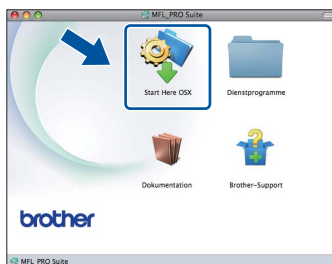 MFL_PRO Suite
Start Here OSX
Dienstprogramme
Dokumentation
Brother-Support
brother
MFL_PRO Suite